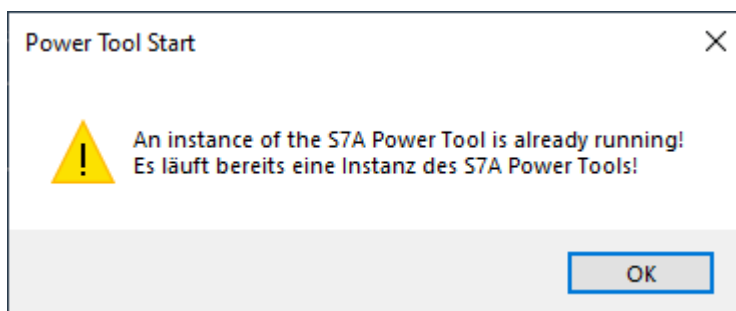 Power Tool Start
An instance of the S7A Power Tool is already running!
Es läuft bereits eine Instanz des S7A Power Tools!
OK